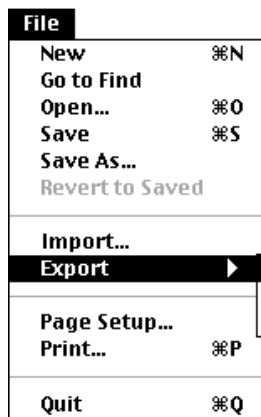 File
New ⌘N
Go to Find
Open... ⌘O
Save ⌘S
Save As...
Revert to Saved
Import...
Export
Page Setup...
Print... ⌘P
Quit ⌘Q